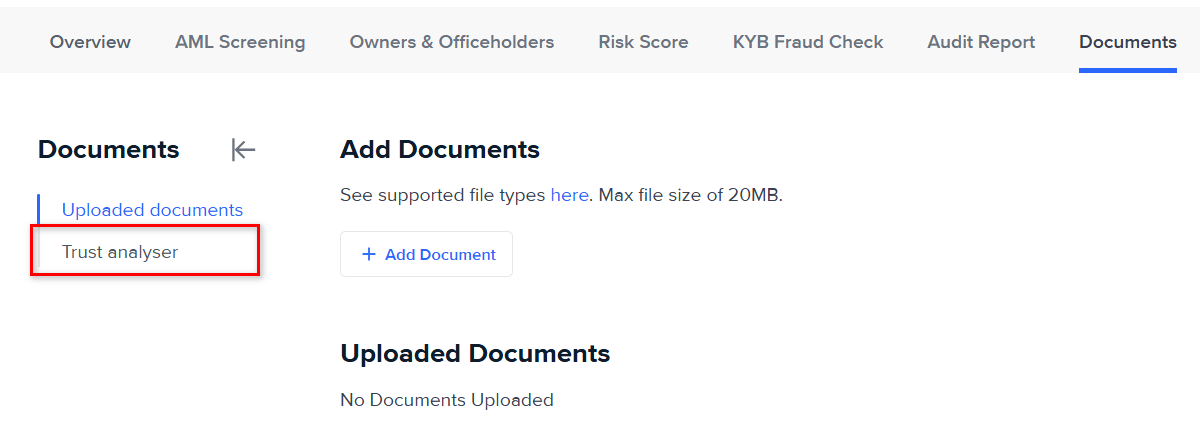 Overview AML Screening Owners & Officeholders Risk Score KYB Fraud Check Audit Report Documents
Documents
Uploaded documents
Trust analyser
Add Documents
See supported file types here. Max file size of 20MB.
+ Add Document
Uploaded Documents
No Documents Uploaded